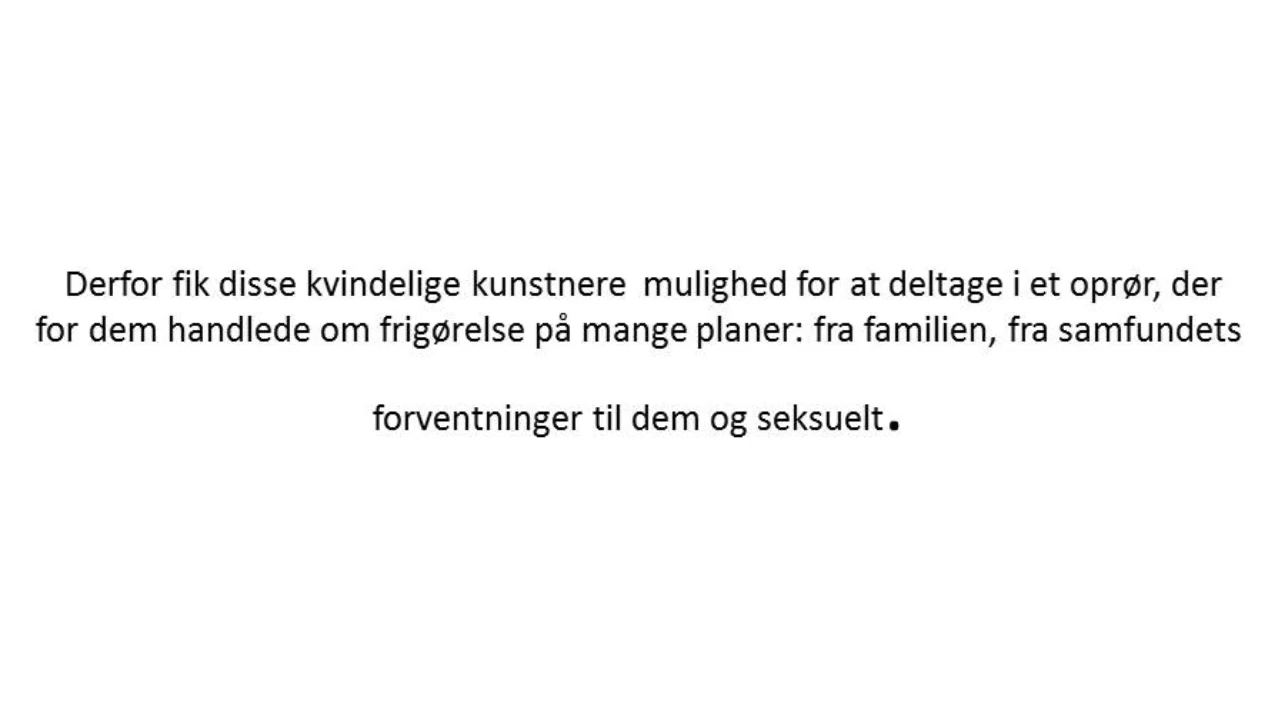 Derfor fik disse kvindelige kunstnere  mulighed for at deltage i et oprør, der
for dem handlede om frigørelse på mange planer: fra familien, fra samfundets
forventninger til dem og seksuelt.